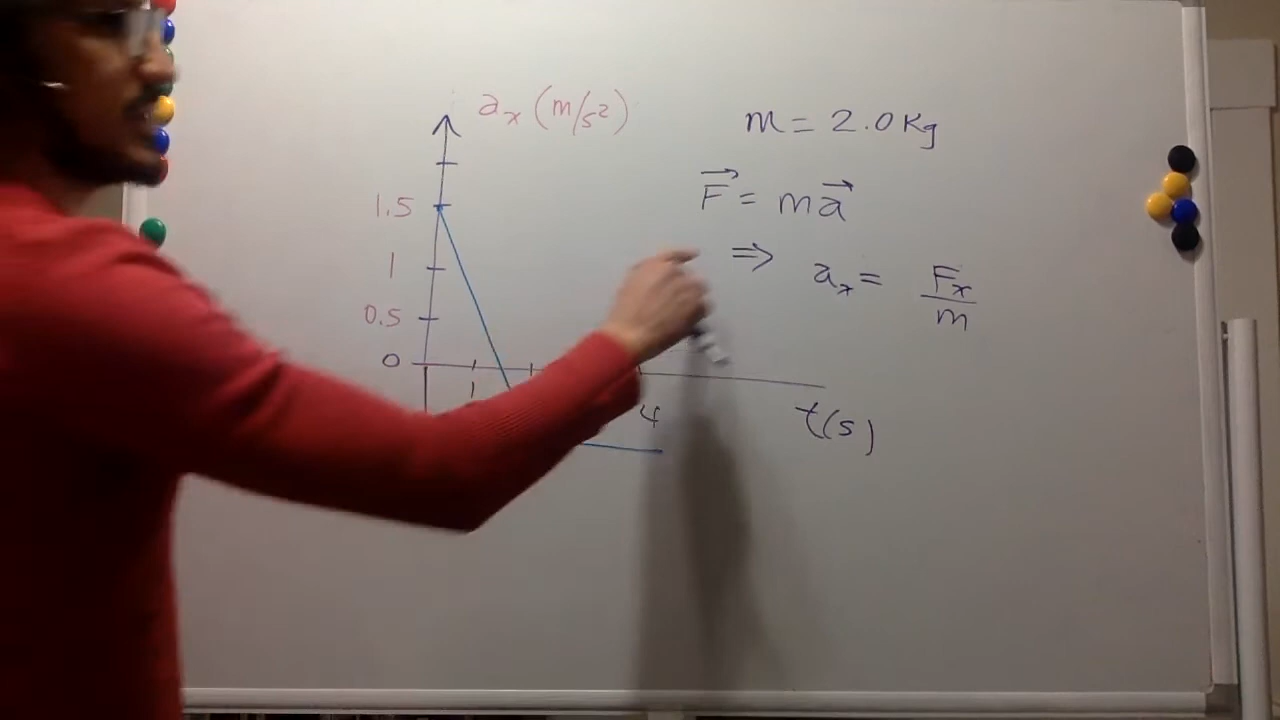 aₓ (m/s²)
1.5
1
0.5
0
1
4
t(s)
m = 2.0 Kg
F⃗ = ma⃗
⇒ aₓ = Fₓ/m